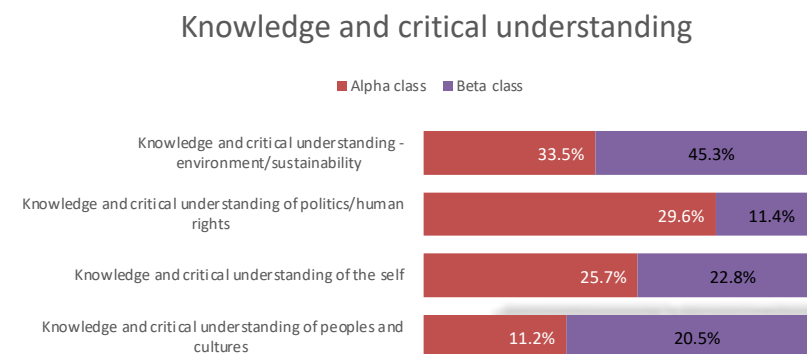 Knowledge and critical understanding
Alpha class Beta class
Knowledge and critical understanding -
environment/sustainability
33.5% 45.3%
Knowledge and critical understanding of politics/human
rights
29.6% 11.4%
Knowledge and critical understanding of the self
25.7% 22.8%
Knowledge and critical understanding of peoples and
cultures
11.2% 20.5%